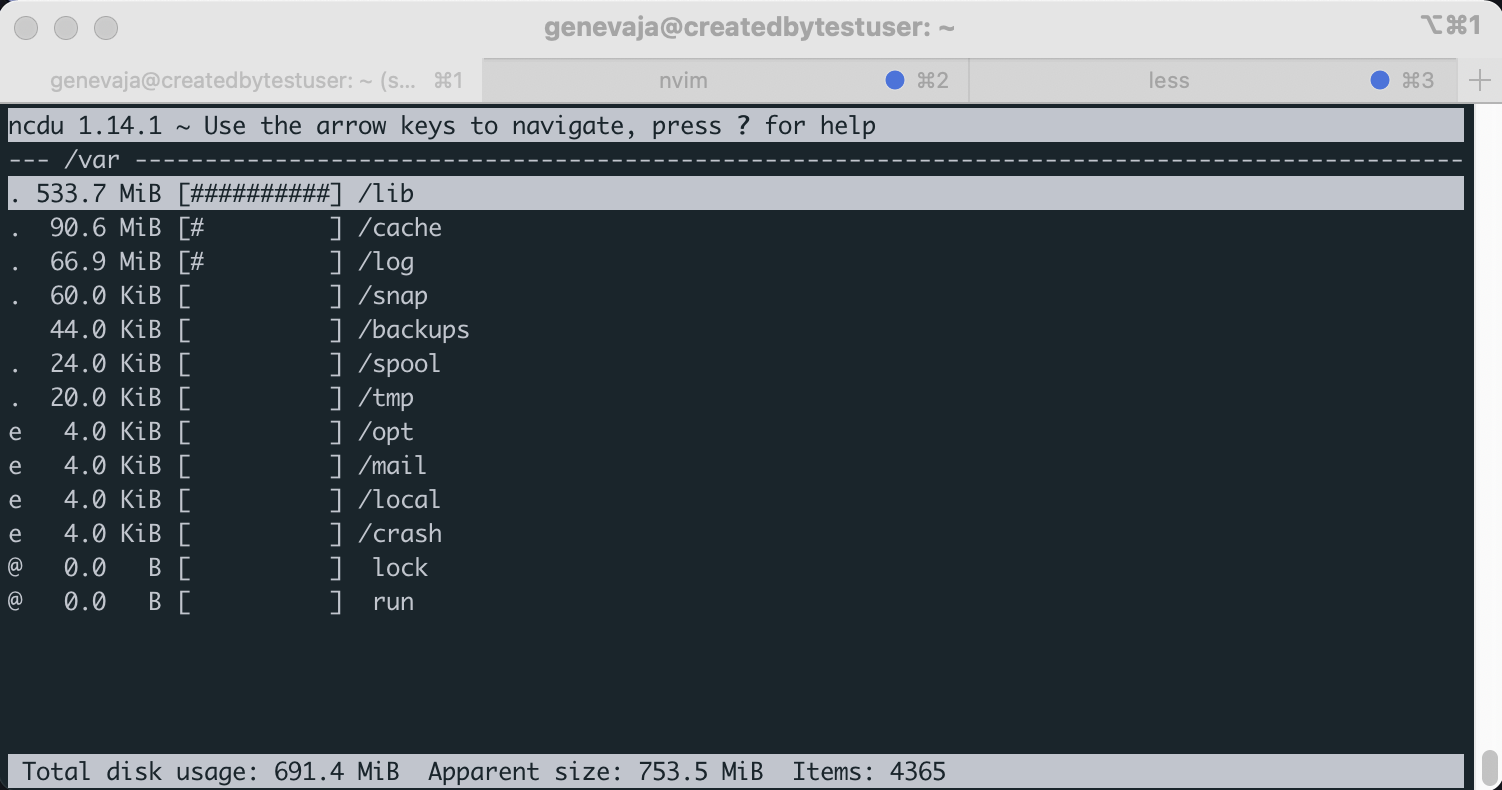 genevaja@createdbytestuser: ~ ⌥⌘1
genevaja@createdbytestuser: ~ (s... ⌘1 nvim ⌘2 less ⌘3 +
ncdu 1.14.1 ~ Use the arrow keys to navigate, press ? for help
--- /var -----------------------------------------------------------------------------------------------
. 533.7 MiB [##########] /lib
.  90.6 MiB [#         ] /cache
.  66.9 MiB [#         ] /log
.  60.0 KiB [          ] /snap
   44.0 KiB [          ] /backups
.  24.0 KiB [          ] /spool
.  20.0 KiB [          ] /tmp
e   4.0 KiB [          ] /opt
e   4.0 KiB [          ] /mail
e   4.0 KiB [          ] /local
e   4.0 KiB [          ] /crash
@   0.0   B [          ]  lock
@   0.0   B [          ]  run
Total disk usage: 691.4 MiB  Apparent size: 753.5 MiB  Items: 4365